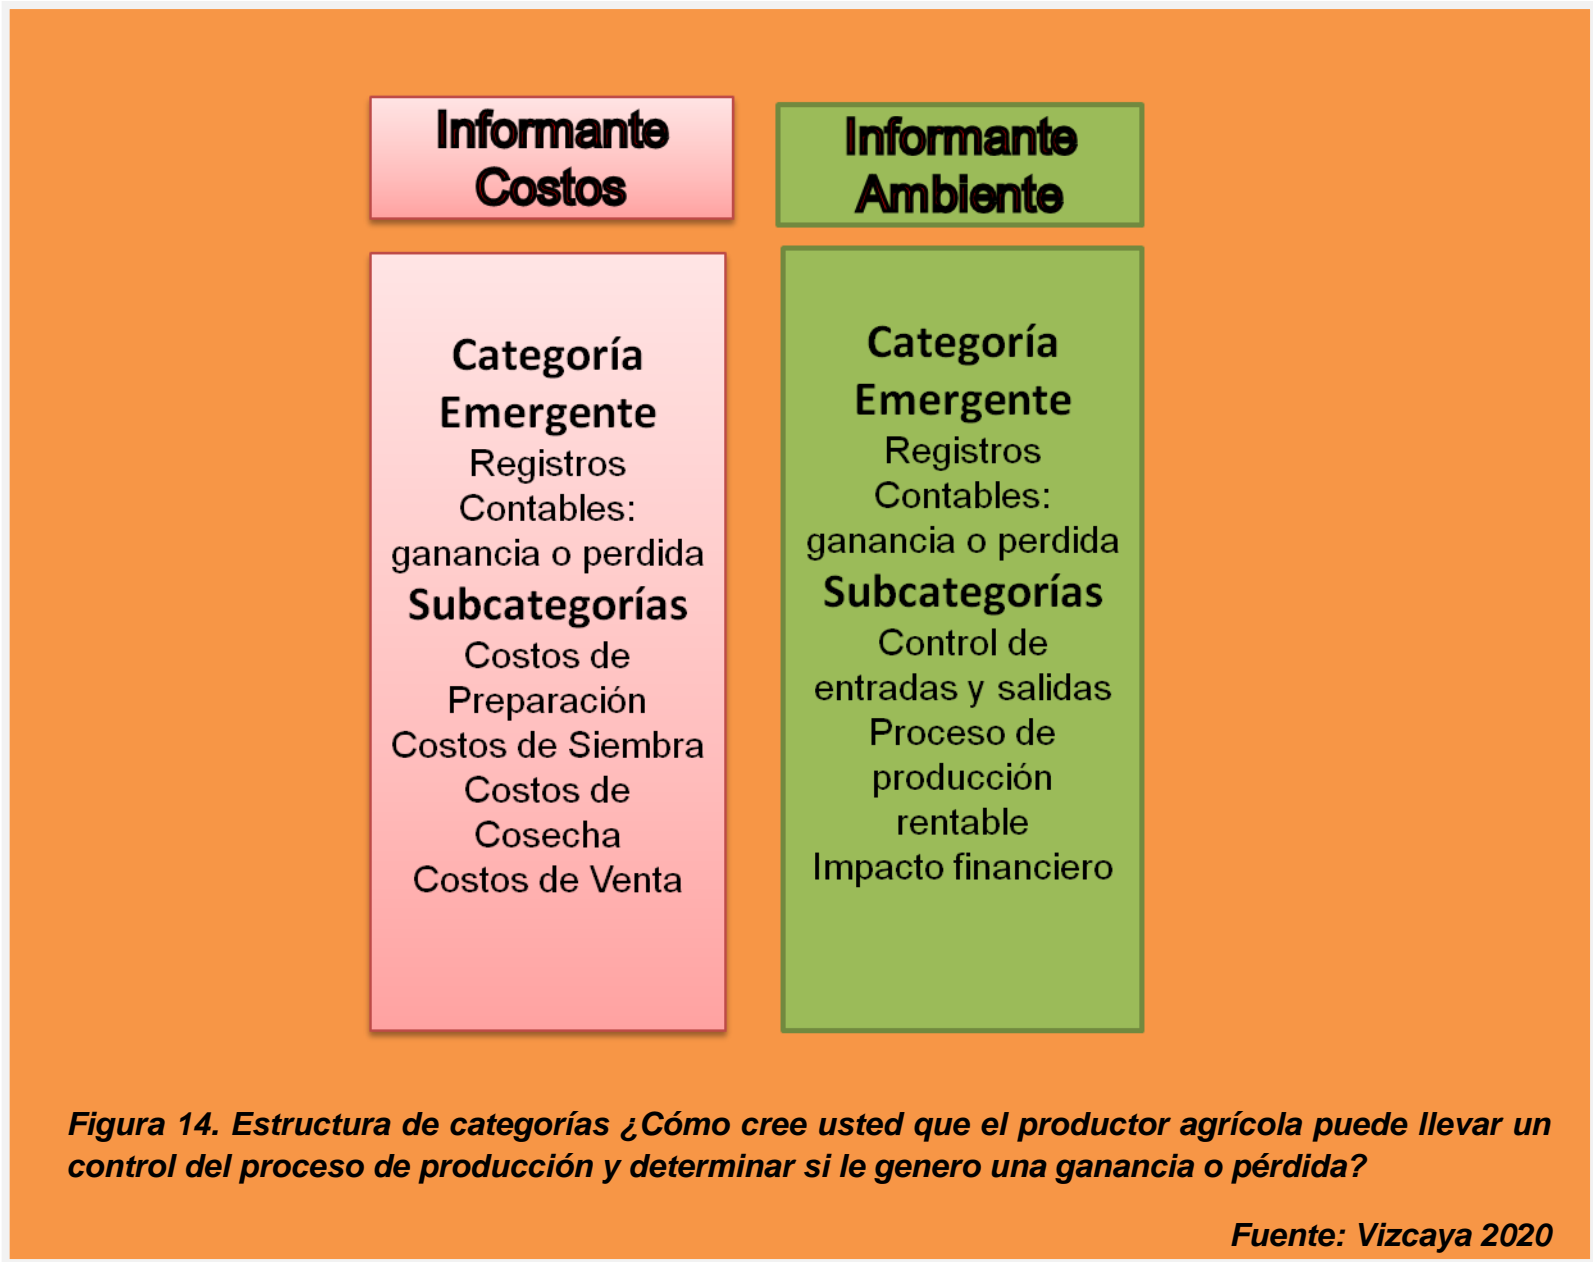 Informante
Costos
Categoría
Emergente
Registros
Contables:
ganancia o perdida
Subcategorías
Costos de
Preparación
Costos de Siembra
Costos de
Cosecha
Costos de Venta
Informante
Ambiente
Categoría
Emergente
Registros
Contables:
ganancia o perdida
Subcategorías
Control de
entradas y salidas
Proceso de
producción
rentable
Impacto financiero
Figura 14. Estructura de categorías ¿Cómo cree usted que el productor agrícola puede llevar un
control del proceso de producción y determinar si le genero una ganancia o pérdida?
Fuente: Vizcaya 2020